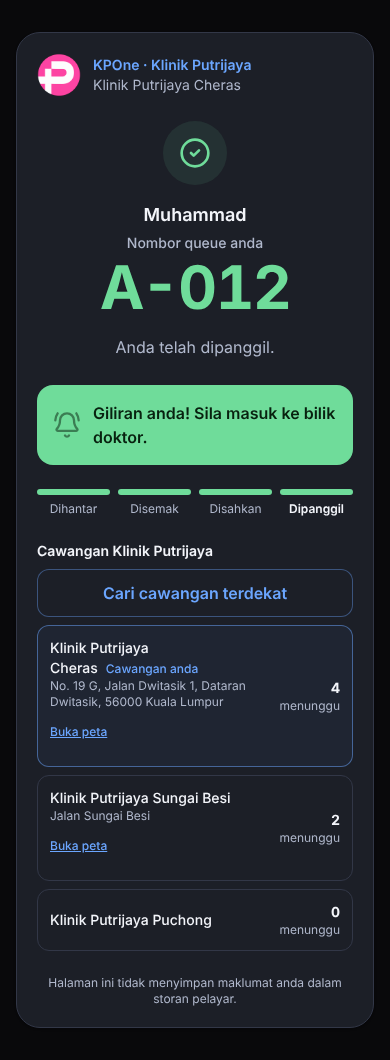 KPOne · Klinik Putrijaya
Klinik Putrijaya Cheras
Muhammad
Nombor queue anda
A-012
Anda telah dipanggil.
Giliran anda! Sila masuk ke bilik
doktor.
Dihantar
Disemak
Disahkan
Dipanggil
Cawangan Klinik Putrijaya
Cari cawangan terdekat
Klinik Putrijaya
Cheras Cawangan anda
No. 19 G, Jalan Dwitasik 1, Dataran
Dwitasik, 56000 Kuala Lumpur
Buka peta
4
menunggu
Klinik Putrijaya Sungai Besi
Jalan Sungai Besi
Buka peta
2
menunggu
Klinik Putrijaya Puchong
0
menunggu
Halaman ini tidak menyimpan maklumat anda dalam
storan pelayar.